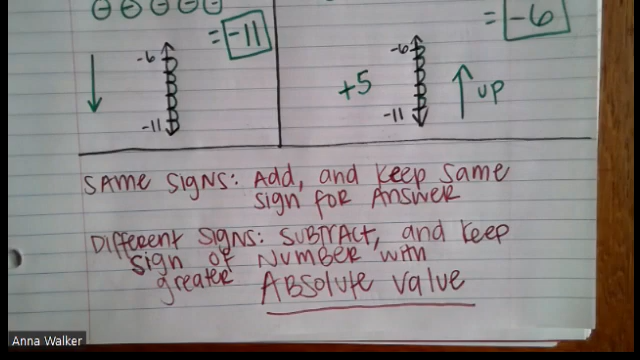 = -11
= -6
-6
-11
+5
-6
-11
UP
SAME SIGNS: Add, and keep same
sign for Answer
Different Signs: SUBTRACT, and keep
sign of NUMBER with
greater ABSolute value
Anna Walker